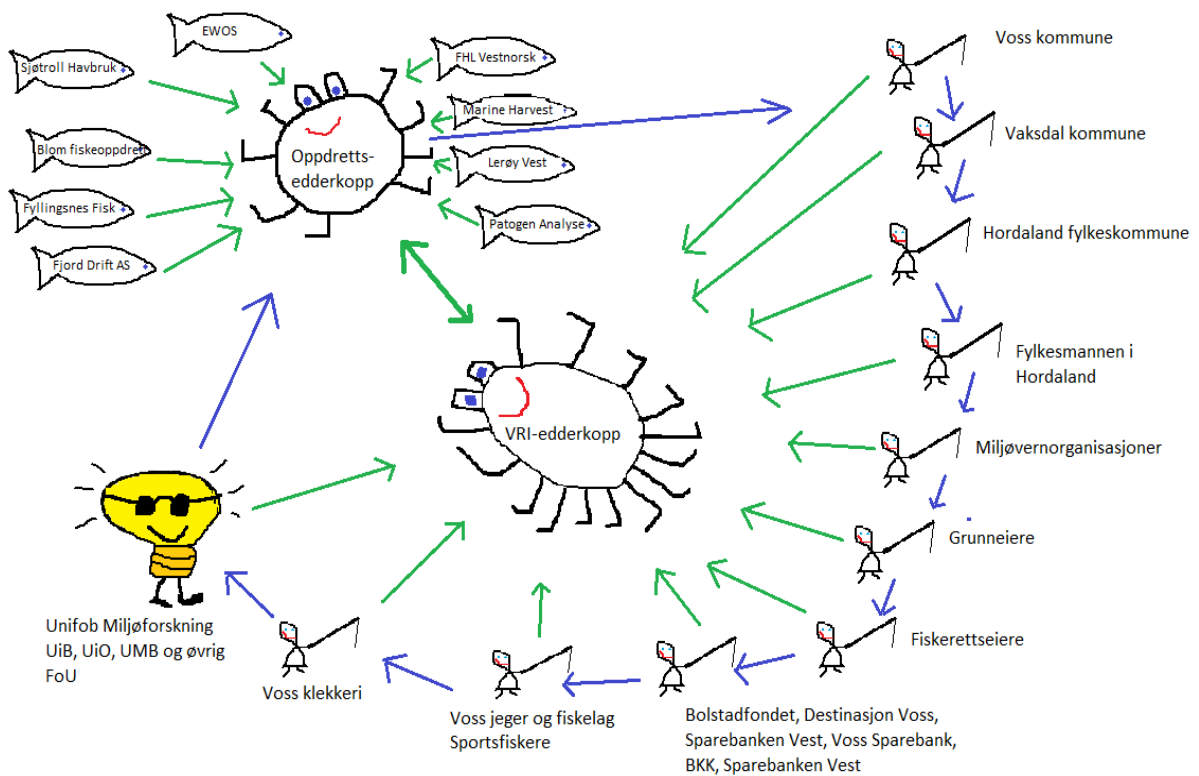 EWOS
Sjøtroll Havbruk
Blom fiskeoppdrett
Fyllingsnes Fisk
Fjord Drift AS
FHL Vestnorsk
Marine Harvest
Lerøy Vest
Patogen Analyse
Oppdretts-
edderkopp
VRI-edderkopp
Voss kommune
Vaksdal kommune
Hordaland fylkeskommune
Fylkesmannen i
Hordaland
Miljøvernorganisasjoner
Grunneiere
Fiskerettseiere
Bolstadfondet, Destinasjon Voss,
Sparebanken Vest, Voss Sparebank,
BKK, Sparebanken Vest
Voss jeger og fiskelag
Sportsfiskere
Voss klekkeri
Unifob Miljøforskning
UiB, UiO, UMB og øvrig
FoU